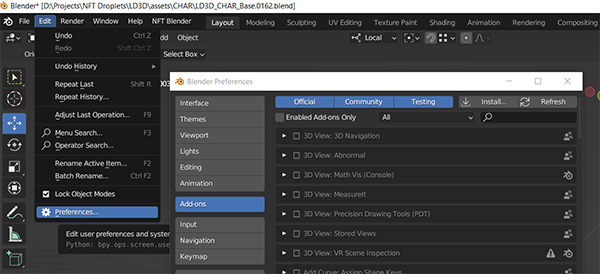 Blender* [D:\Projects\NFT Droplets\LD3D\assets\CHAR\LD3D_CHAR_Base.0162.blend]
File Edit Render Window Help NFT Blender Layout Modeling Sculpting UV Editing Texture Paint Shading Animation Rendering Compositing
Local
Select Box
Undo Ctrl Z
Redo Shift Ctrl Z
Undo History
Repeat Last Shift R
Repeat History...
Adjust Last Operation... F9
Menu Search... F3
Operator Search...
Rename Active Item... F2
Batch Rename... Ctrl F2
Lock Object Modes
Preferences...
Edit user preferences and system
Python: bpy.ops.screen.use
Blender Preferences
Interface
Themes
Viewport
Lights
Editing
Animation
Add-ons
Input
Navigation
Keymap
Official Community Testing Install... Refresh
Enabled Add-ons Only All
3D View: 3D Navigation
3D View: Abnormal
3D View: Math Vis (Console)
3D View: MeasureIt
3D View: Precision Drawing Tools (PDT)
3D View: Stored Views
3D View: VR Scene Inspection
Add Curve: Assign Shape Keys